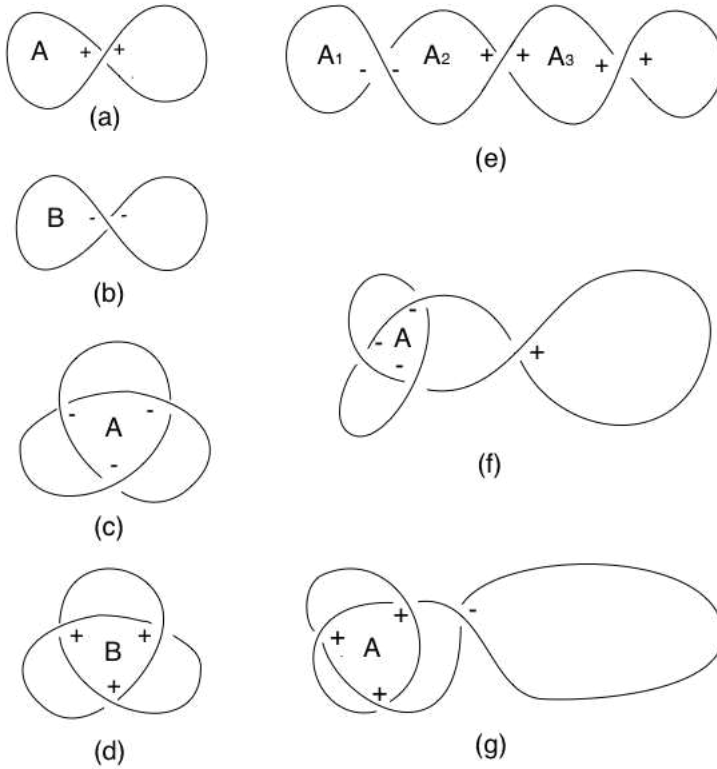 A + +
(a)
B - -
(b)
- -
A
-
(c)
+ +
B
+
(d)
A1 - - A2 + + A3 + +
(e)
-
- A
-
+
(f)
+ -
+ A
+
(g)